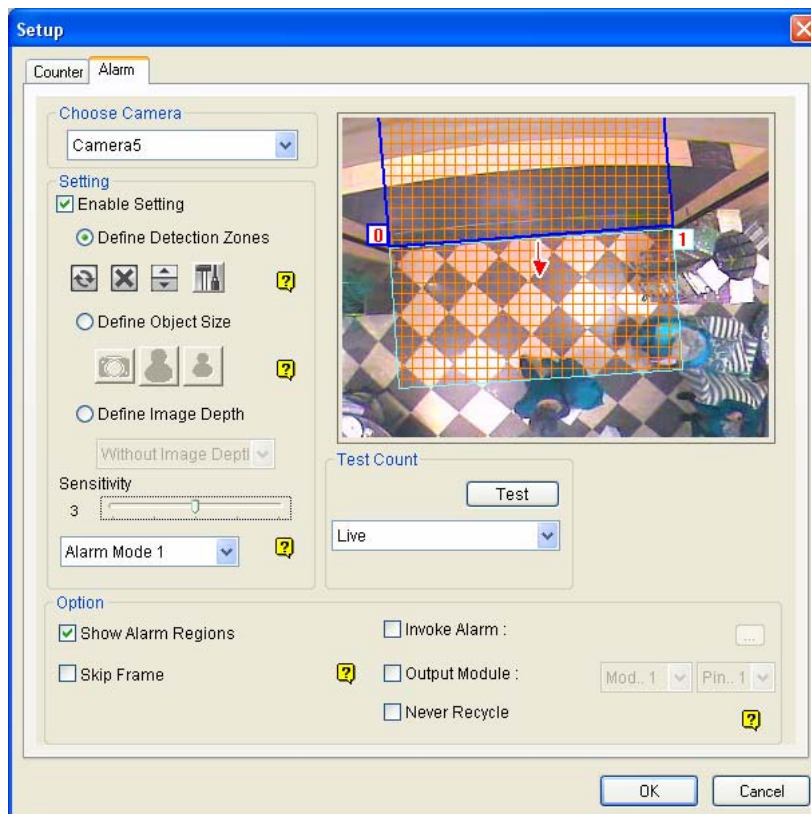 Setup
Counter
Alarm
Choose Camera
Camera5
Setting
Enable Setting
Define Detection Zones
?
Define Object Size
?
Define Image Depth
Without Image Depti
Sensitivity
3
Alarm Mode 1
?
0
1
Test Count
Test
Live
Option
Show Alarm Regions
Skip Frame
?
Invoke Alarm :
...
Output Module :
Mod.. 1
Pin.. 1
Never Recycle
?
OK
Cancel